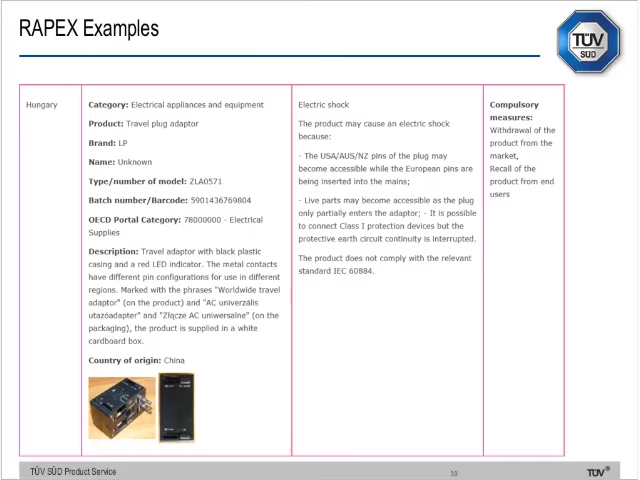 RAPEX Examples
TÜV
SÜD
Hungary
Category: Electrical appliances and equipment
Product: Travel plug adaptor
Brand: LP
Name: Unknown
Type/number of model: ZLA0571
Batch number/Barcode: 5901436769804
OECD Portal Category: 78000000 - Electrical
Supplies
Description: Travel adaptor with black plastic
casing and a red LED indicator. The metal contacts
have different pin configurations for use in different
regions. Marked with the phrases "Worldwide travel
adaptor" (on the product) and "AC univerzális
utazóadapter" and "Złącze AC uniwersalne" (on the
packaging), the product is supplied in a white
cardboard box.
Country of origin: China
Electric shock
The product may cause an electric shock
because:
- The USA/AUS/NZ pins of the plug may
become accessible while the European pins are
being inserted into the mains;
- Live parts may become accessible as the plug
only partially enters the adaptor; - It is possible
to connect Class I protection devices but the
protective earth circuit continuity is interrupted.
The product does not comply with the relevant
standard IEC 60884.
Compulsory
measures:
Withdrawal of the
product from the
market,
Recall of the
product from end
users
TÜV SÜD Product Service
TÜV®